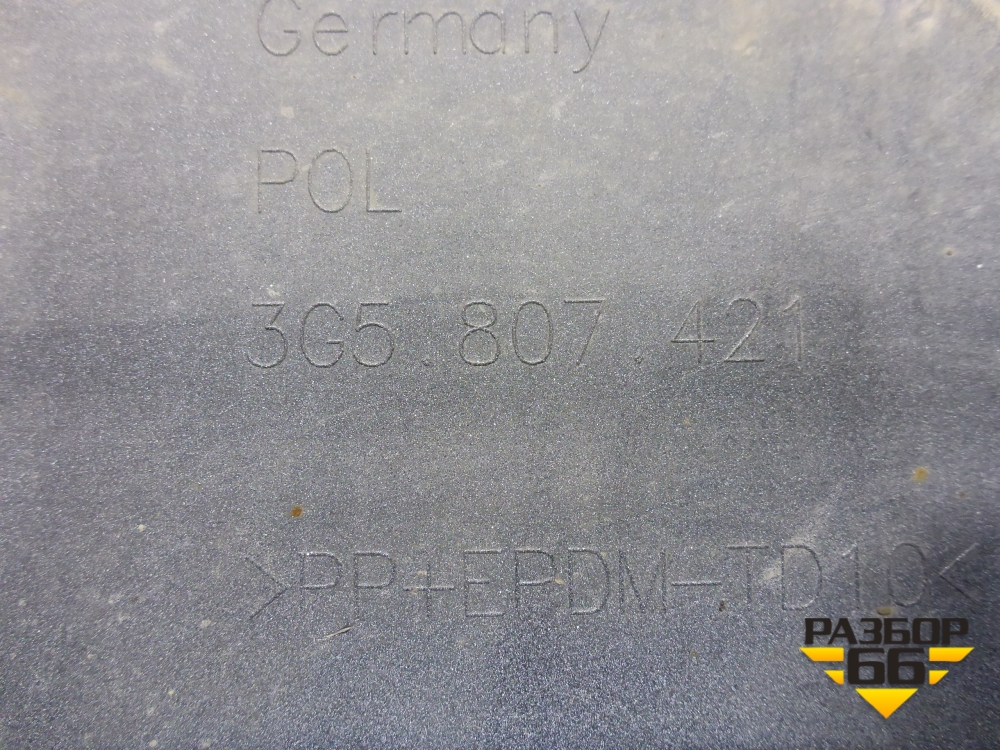 Germany
POL
3G5.807.421
>PP+EPDM-TD10<
РАЗБОР
66